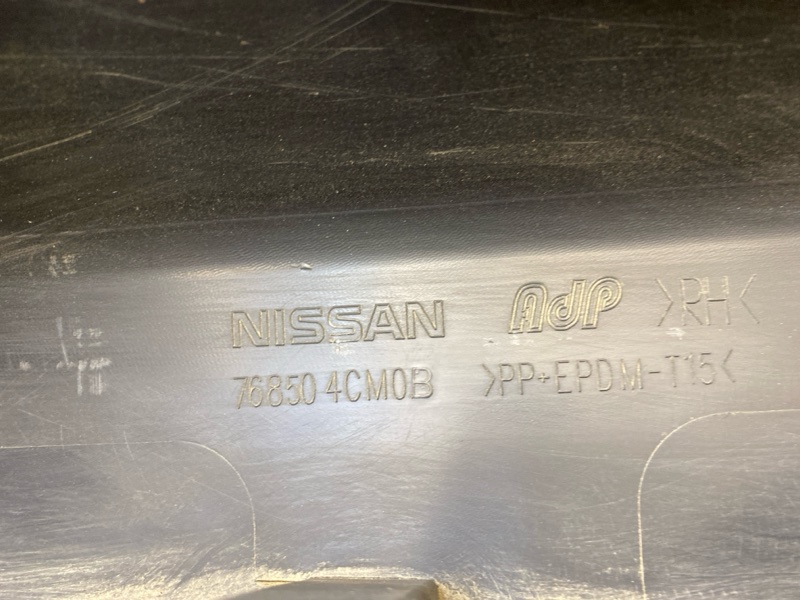 NISSAN AdP >RH<
76850 4CM0B >PP+EPDM-T15<